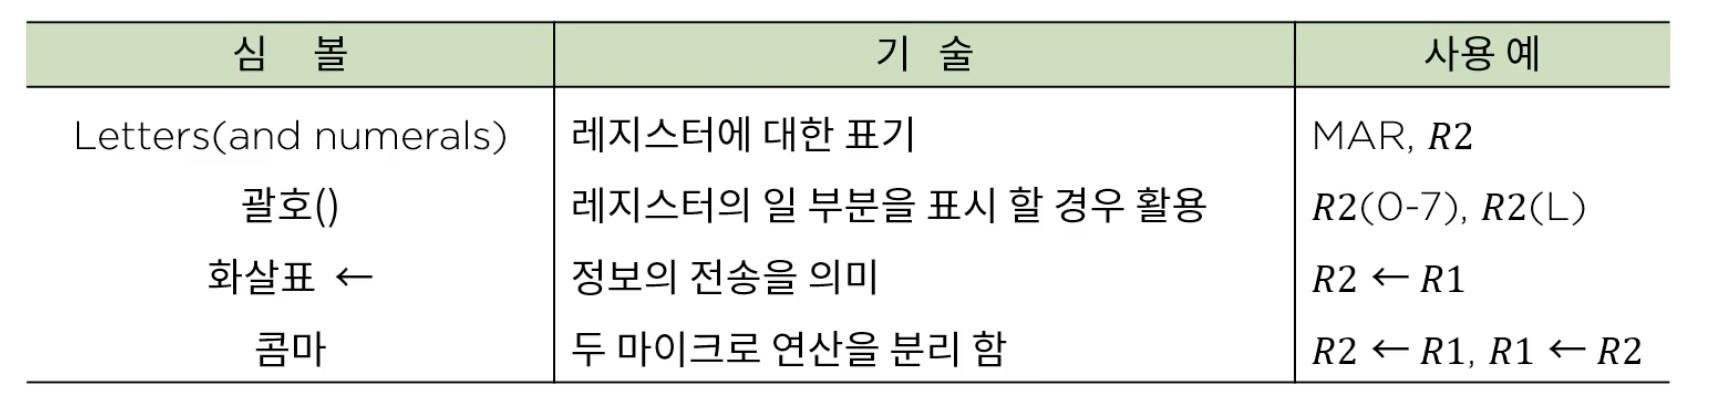 심 볼 기 술 사용 예
Letters(and numerals) 레지스터에 대한 표기 MAR, R2
괄호() 레지스터의 일 부분을 표시 할 경우 활용 R2(0-7), R2(L)
화살표 ← 정보의 전송을 의미 R2 ← R1
콤마 두 마이크로 연산을 분리 함 R2 ← R1, R1 ← R2